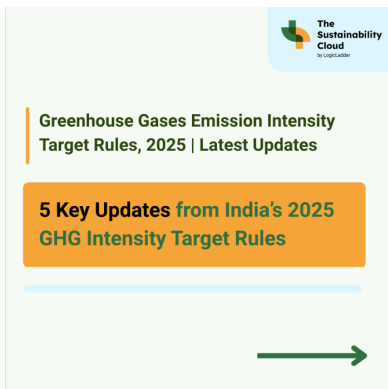 The
Sustainability
Cloud
by LogicLadder
Greenhouse Gases Emission Intensity
Target Rules, 2025 | Latest Updates
5 Key Updates from India's 2025
GHG Intensity Target Rules